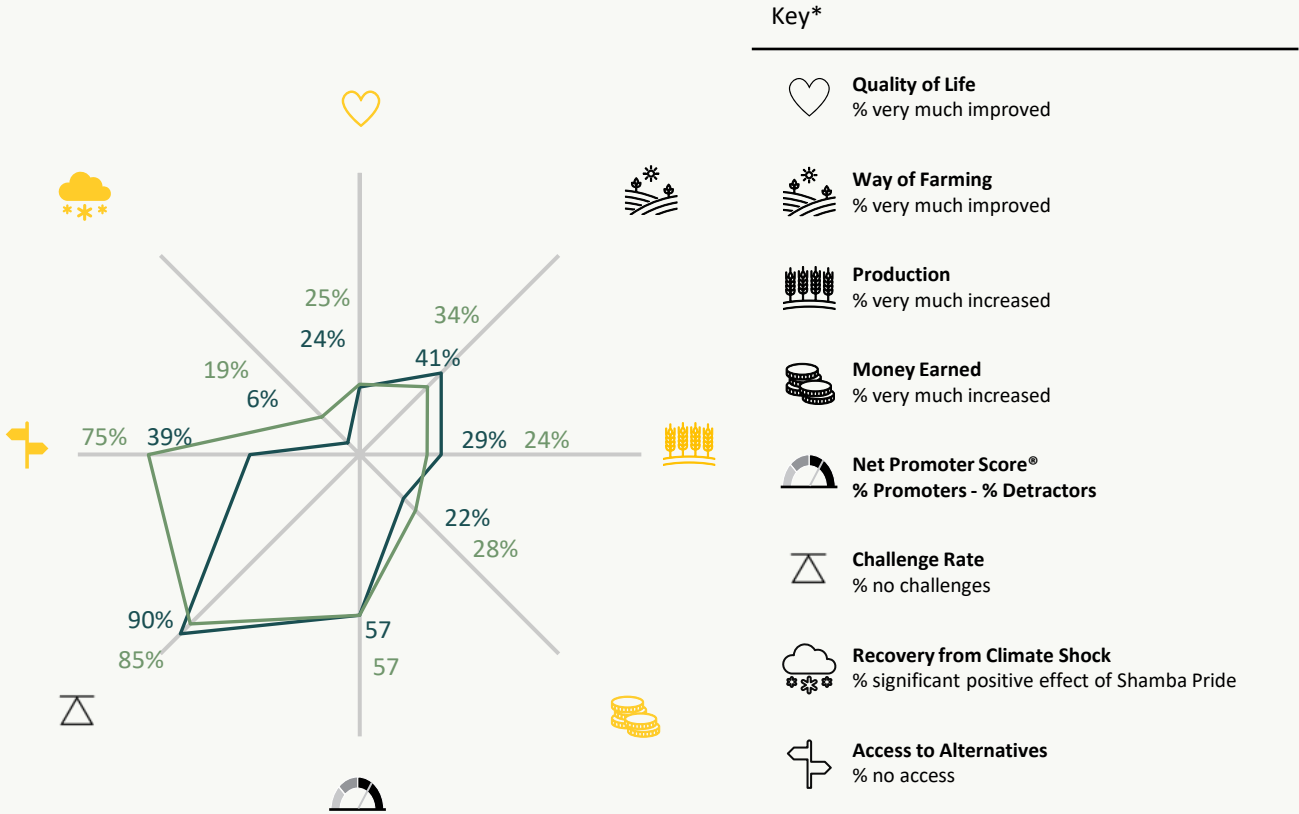 Key*
Quality of Life
% very much improved
Way of Farming
% very much improved
Production
% very much increased
Money Earned
% very much increased
Net Promoter Score®
% Promoters - % Detractors
Challenge Rate
% no challenges
Recovery from Climate Shock
% significant positive effect of Shamba Pride
Access to Alternatives
% no access
25%
24%
34%
41%
19%
6%
75% 39%
29% 24%
22%
28%
90%
85%
57
57